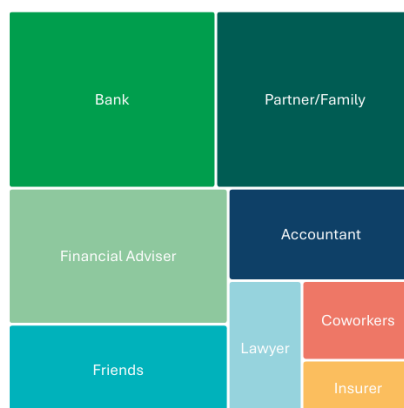 Bank
Partner/Family
Financial Adviser
Accountant
Friends
Lawyer
Coworkers
Insurer